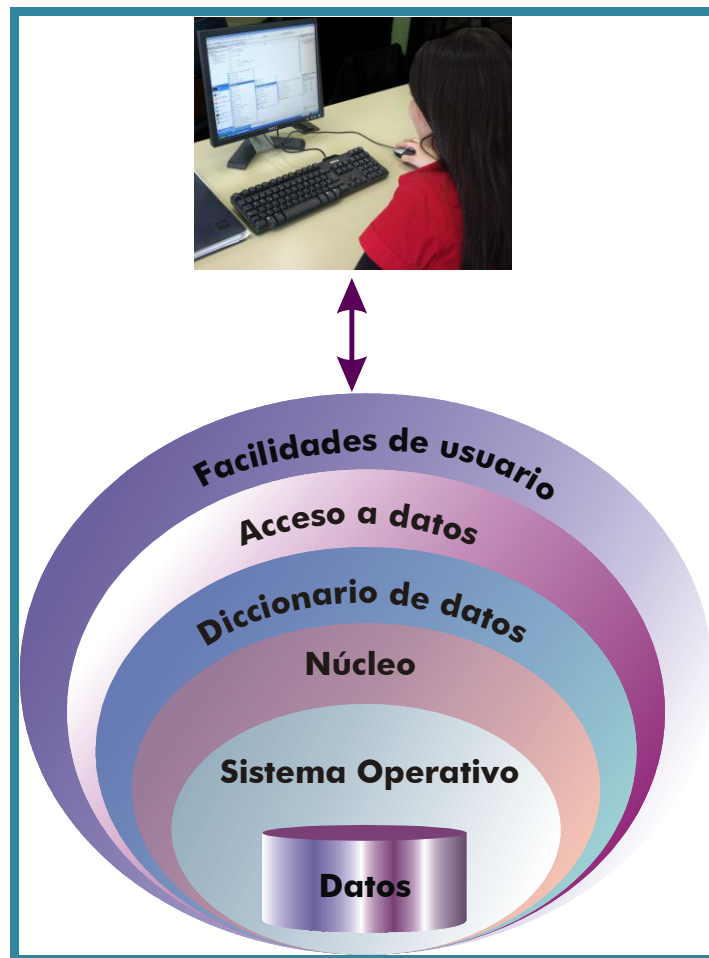 Facilidades de usuario
Acceso a datos
Diccionario de datos
Núcleo
Sistema Operativo
Datos